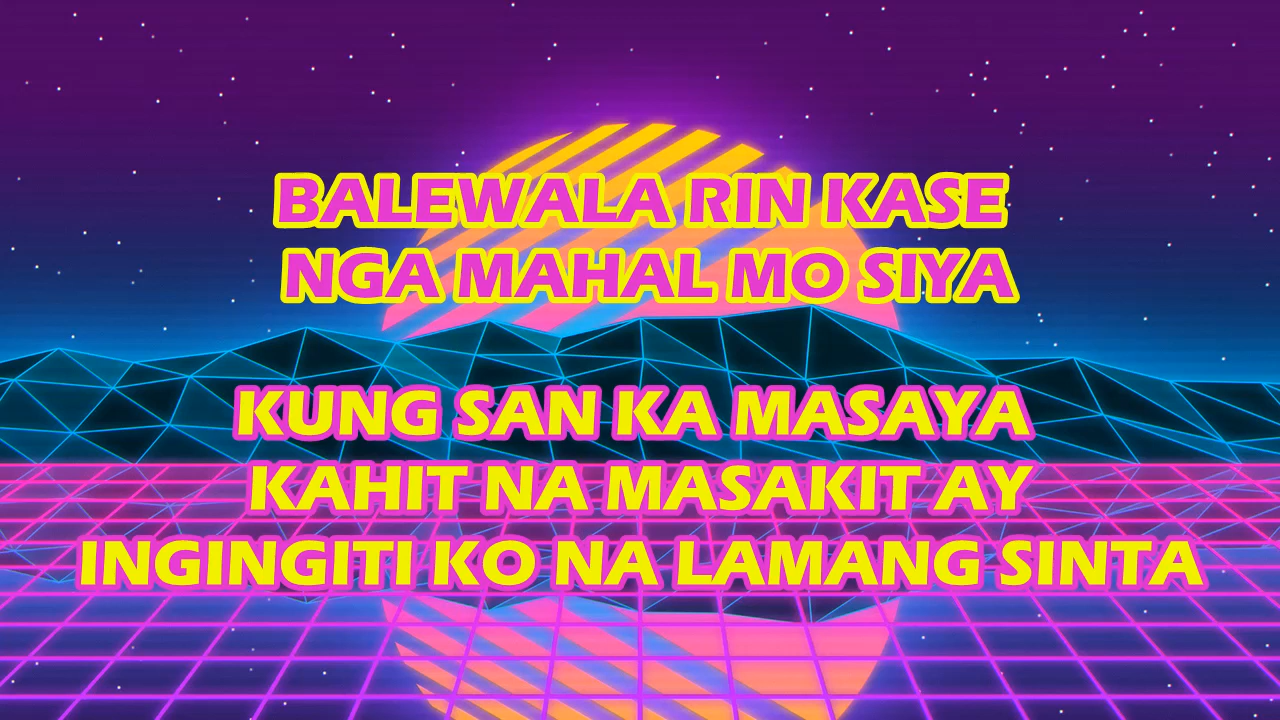 BALEWALA RIN KASE
NGA MAHAL MO SIYA
KUNG SAN KA MASAYA
KAHIT NA MASAKIT AY
INGINGITI KO NA LAMANG SINTA